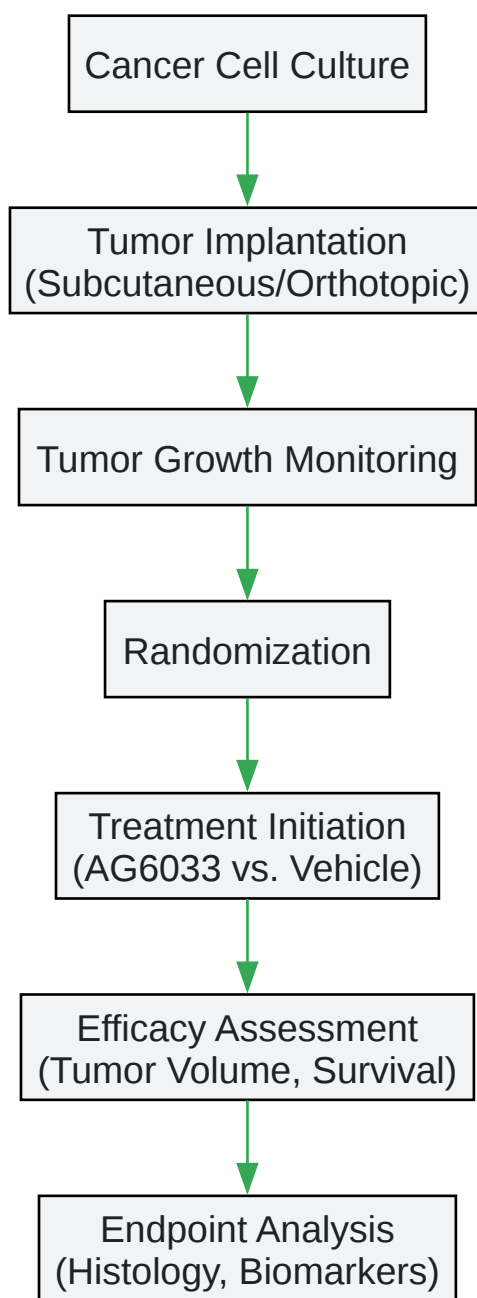 Cancer Cell Culture
Tumor Implantation
(Subcutaneous/Orthotopic)
Tumor Growth Monitoring
Randomization
Treatment Initiation
(AG6033 vs. Vehicle)
Efficacy Assessment
(Tumor Volume, Survival)
Endpoint Analysis
(Histology, Biomarkers)